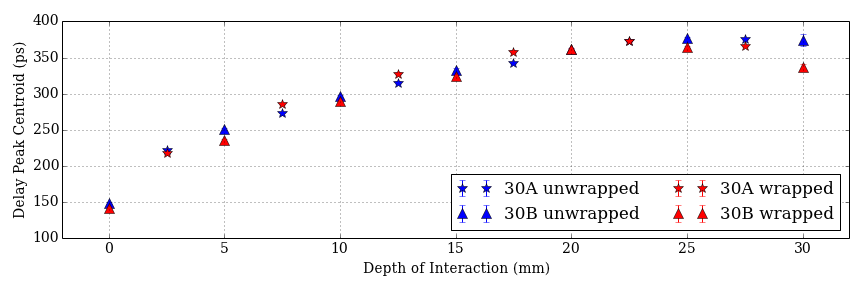 400
350
300
250
200
150
100
Delay Peak Centroid (ps)
30A unwrapped 30A wrapped
30B unwrapped 30B wrapped
0 5 10 15 20 25 30
Depth of Interaction (mm)